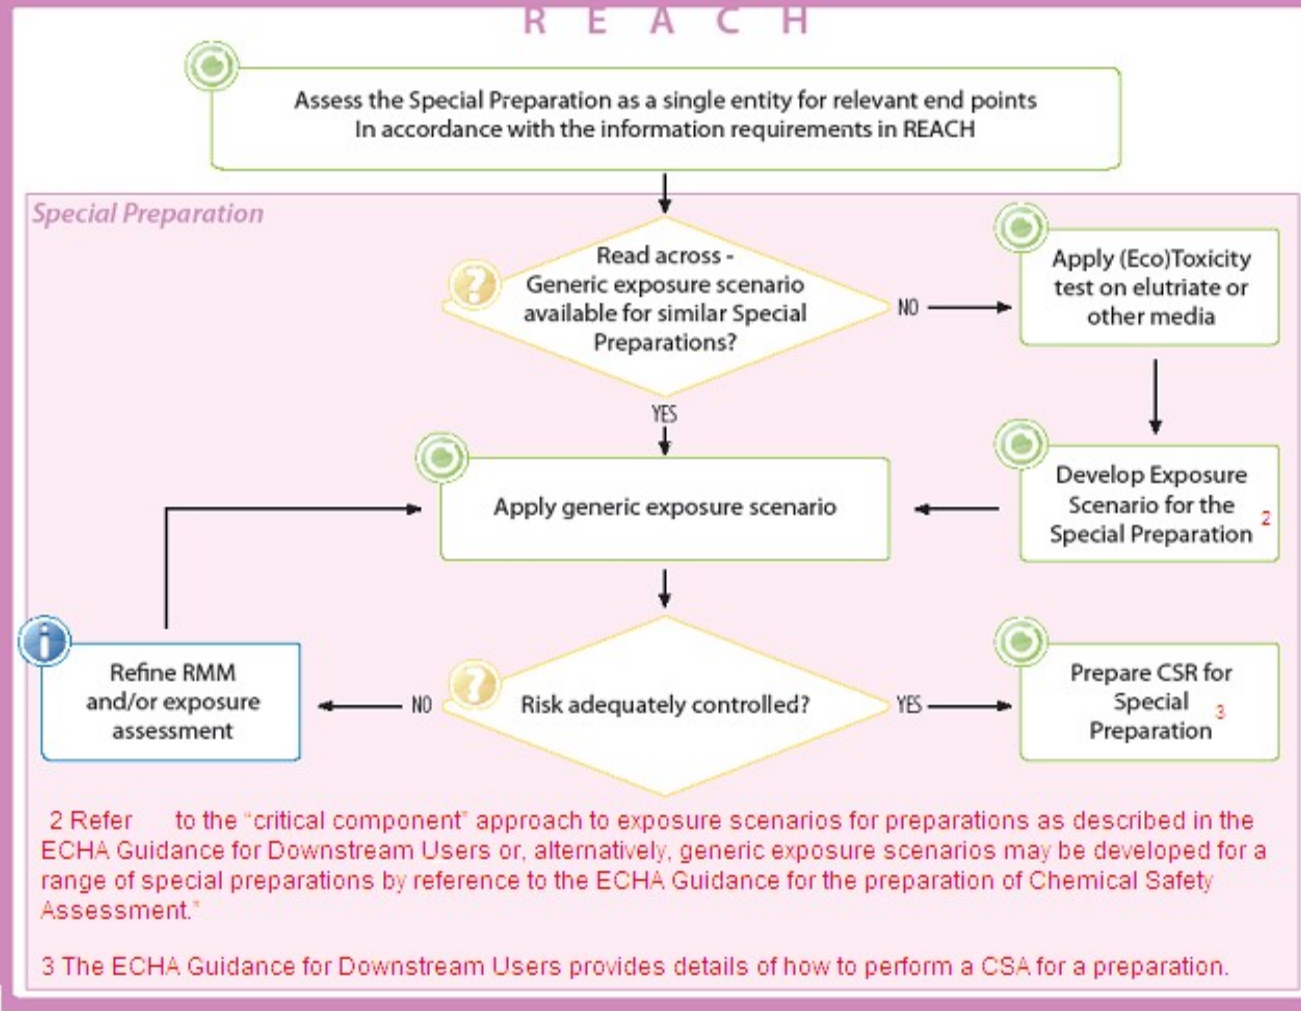 R E A C H
Assess the Special Preparation as a single entity for relevant end points
In accordance with the information requirements in REACH
Special Preparation
Read across -
Generic exposure scenario
available for similar Special
Preparations?
NO
Apply (Eco)Toxicity
test on elutriate or
other media
YES
Apply generic exposure scenario
Develop Exposure
Scenario for the
Special Preparation 2
Refine RMM
and/or exposure
assessment
NO
Risk adequately controlled?
YES
Prepare CSR for
Special
Preparation 3
2 Refer to the "critical component" approach to exposure scenarios for preparations as described in the
ECHA Guidance for Downstream Users or, alternatively, generic exposure scenarios may be developed for a
range of special preparations by reference to the ECHA Guidance for the preparation of Chemical Safety
Assessment."
3 The ECHA Guidance for Downstream Users provides details of how to perform a CSA for a preparation.